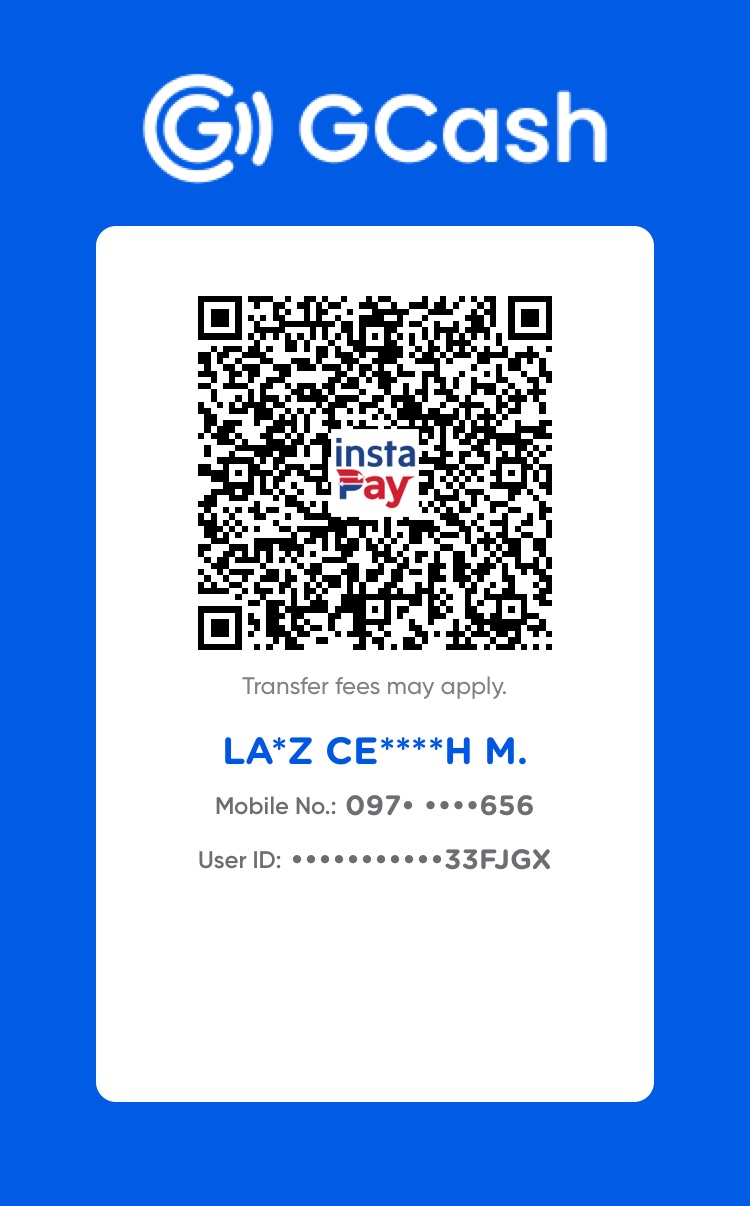 GCash
insta
Pay
Transfer fees may apply.
LA*Z CE****H M.
Mobile No.: 097• ••••656
User ID: •••••••••••33FJGX